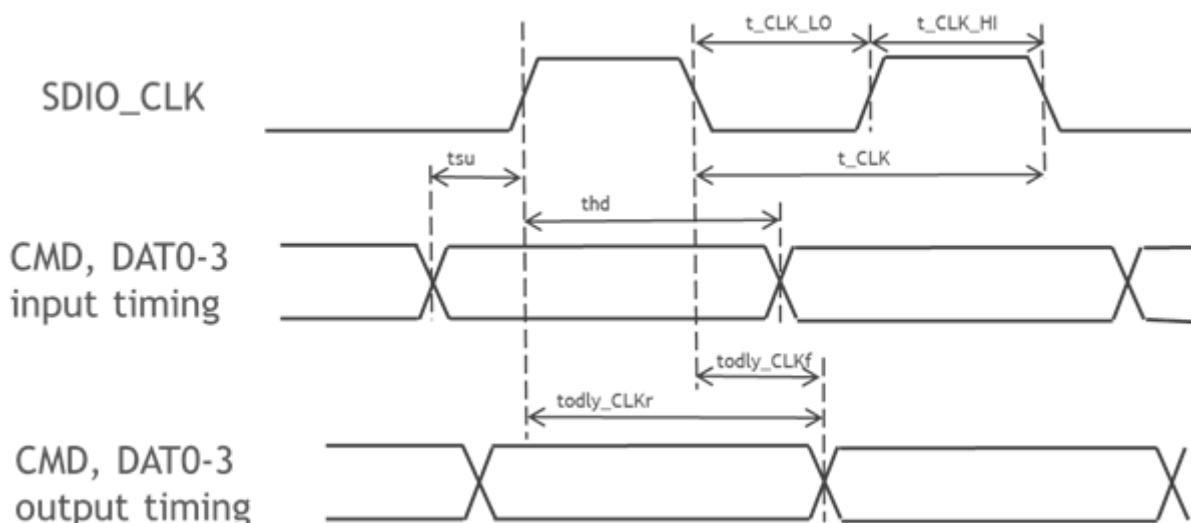 t_CLK_LO
t_CLK_HI
SDIO_CLK
tsu
t_CLK
thd
CMD, DAT0-3
input timing
todly_CLKf
todly_CLKr
CMD, DAT0-3
output timing